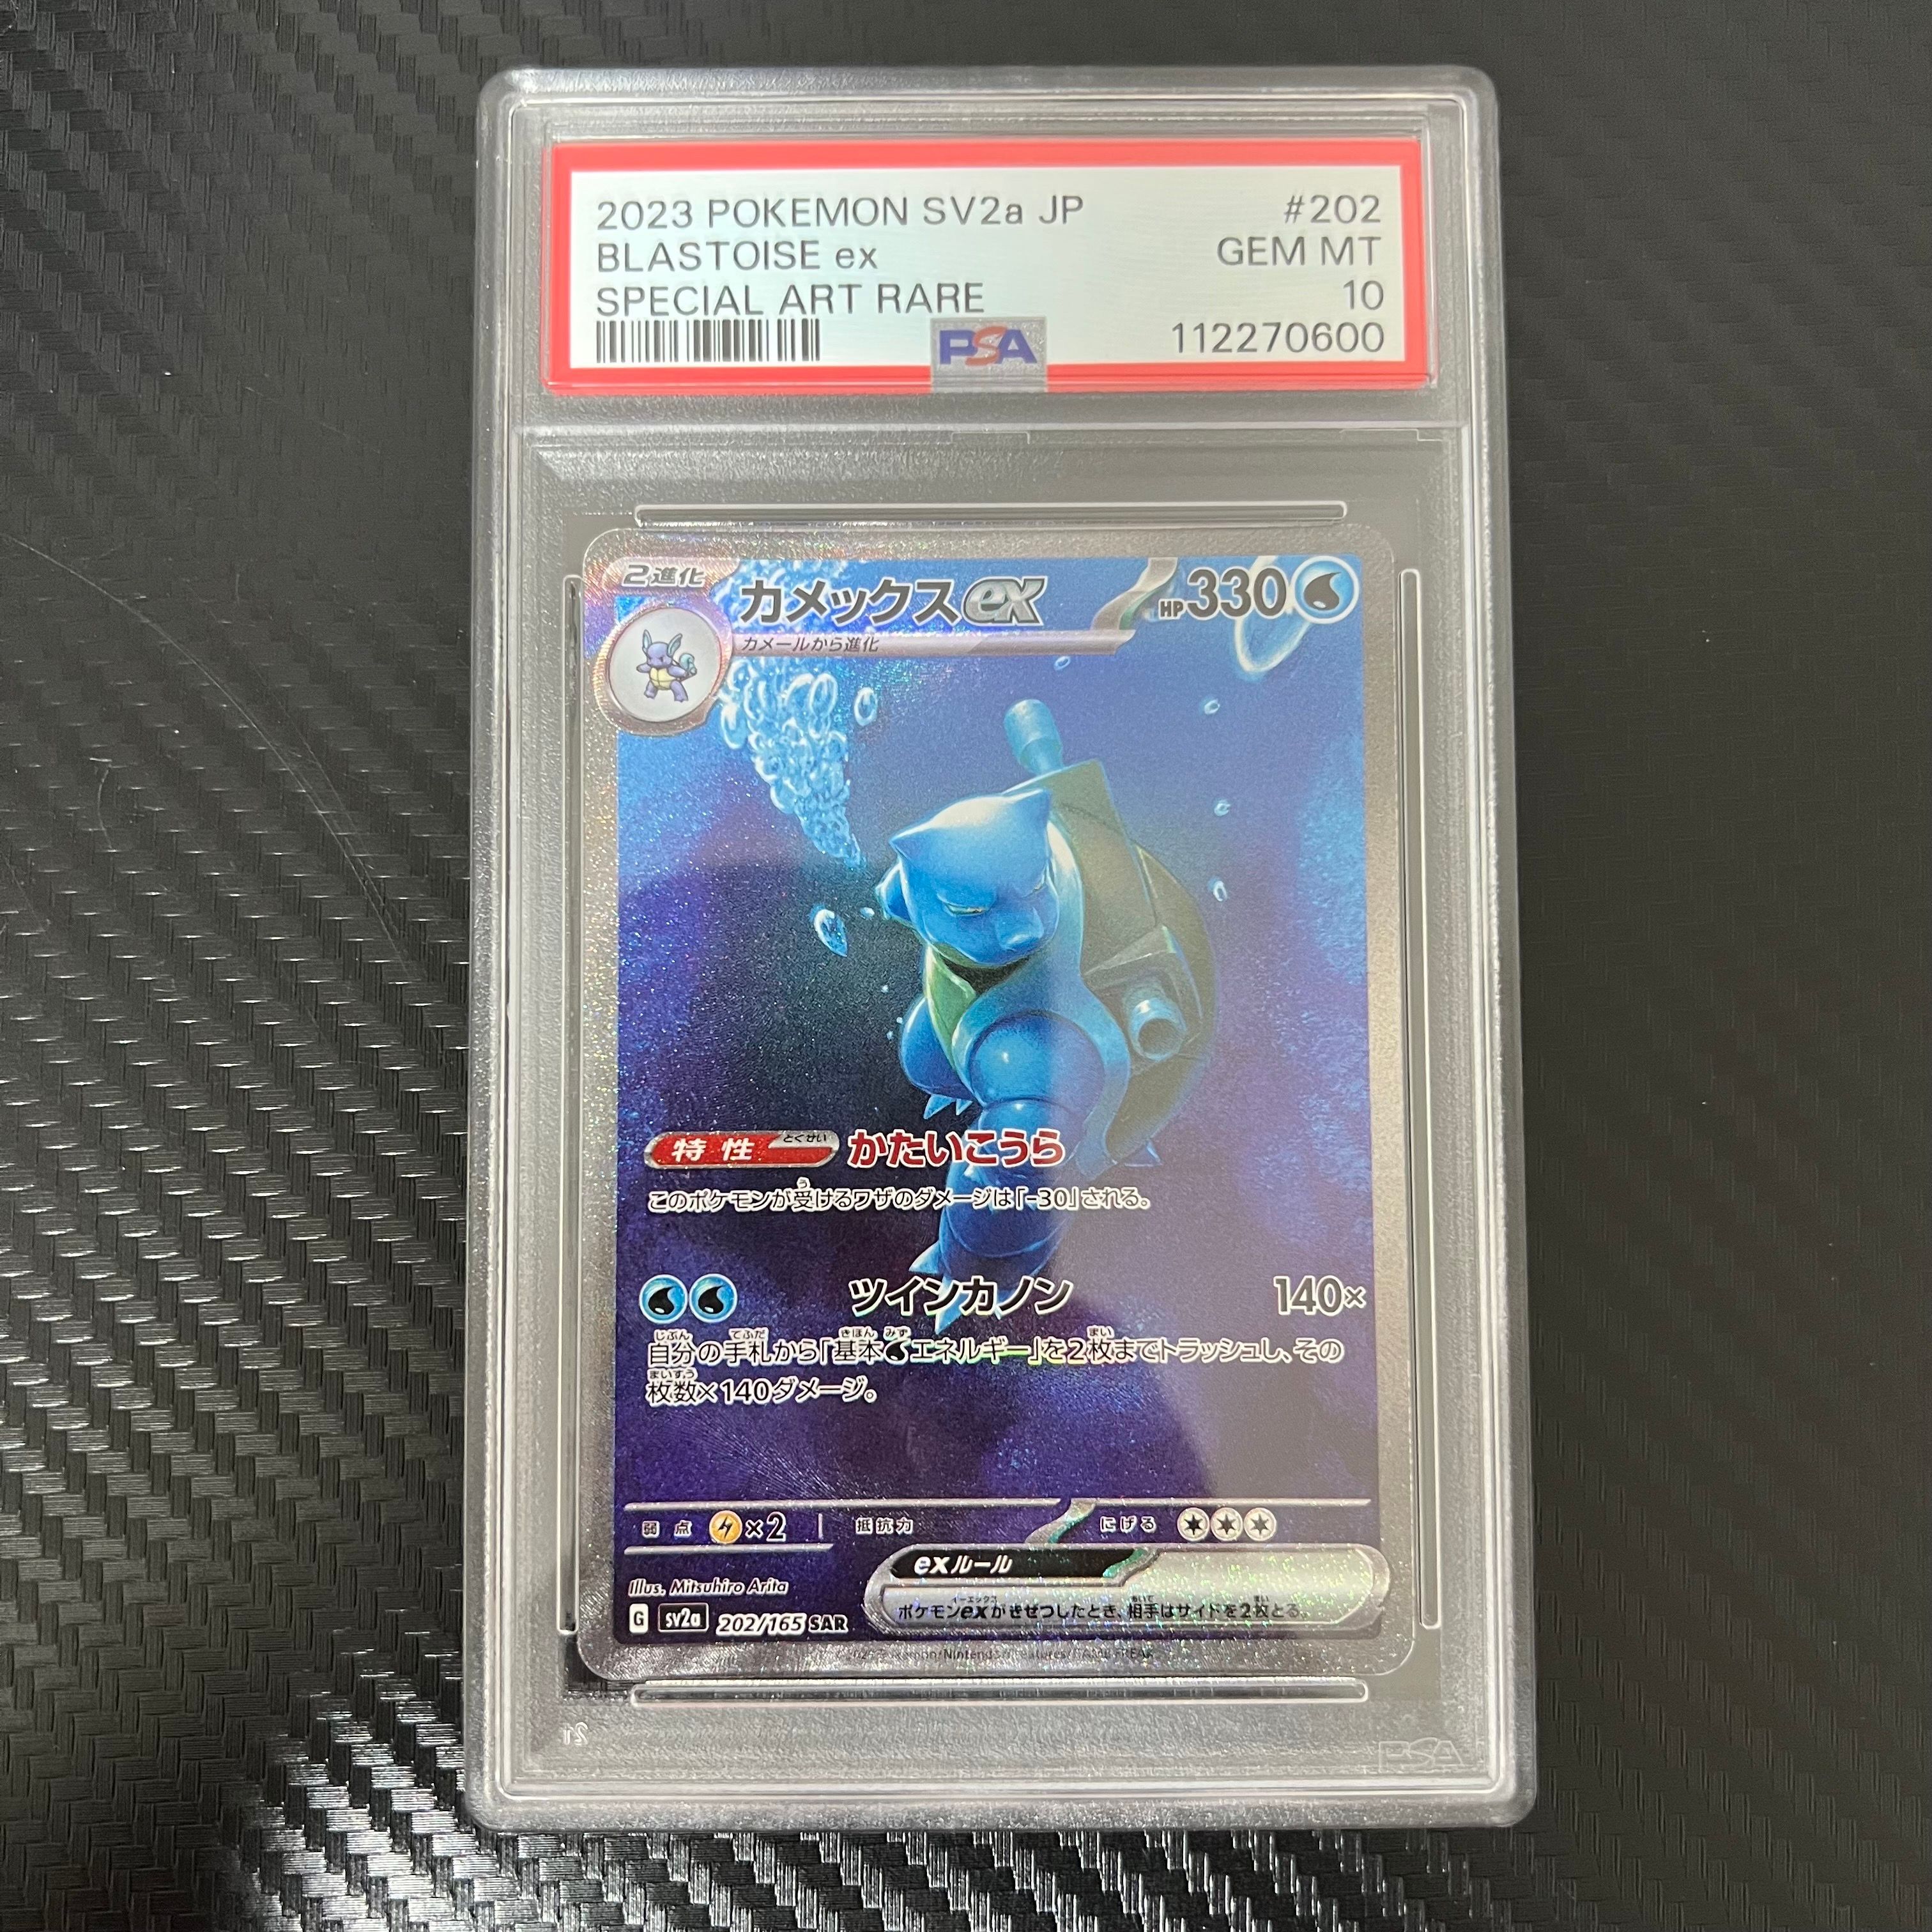 2023 POKEMON SV2a JP #202
BLASTOISE ex GEM MT
SPECIAL ART RARE 10
PSA 112270600
2進化 カメックスex HP330
カメールから進化
特性 とくせい かたいこうら
このポケモンが受けるワザのダメージは「-30」される。
ツインカノン 140×
自分の手札から「基本エネルギー」を2枚までトラッシュし、その
枚数×140ダメージ。
弱点 ×2 抵抗力 にげる
exルール
ポケモンexがきぜつしたとき、相手はサイドを2枚とる。
Illus. Mitsuhiro Arita
G sv2a 202/165 SAR
PSA